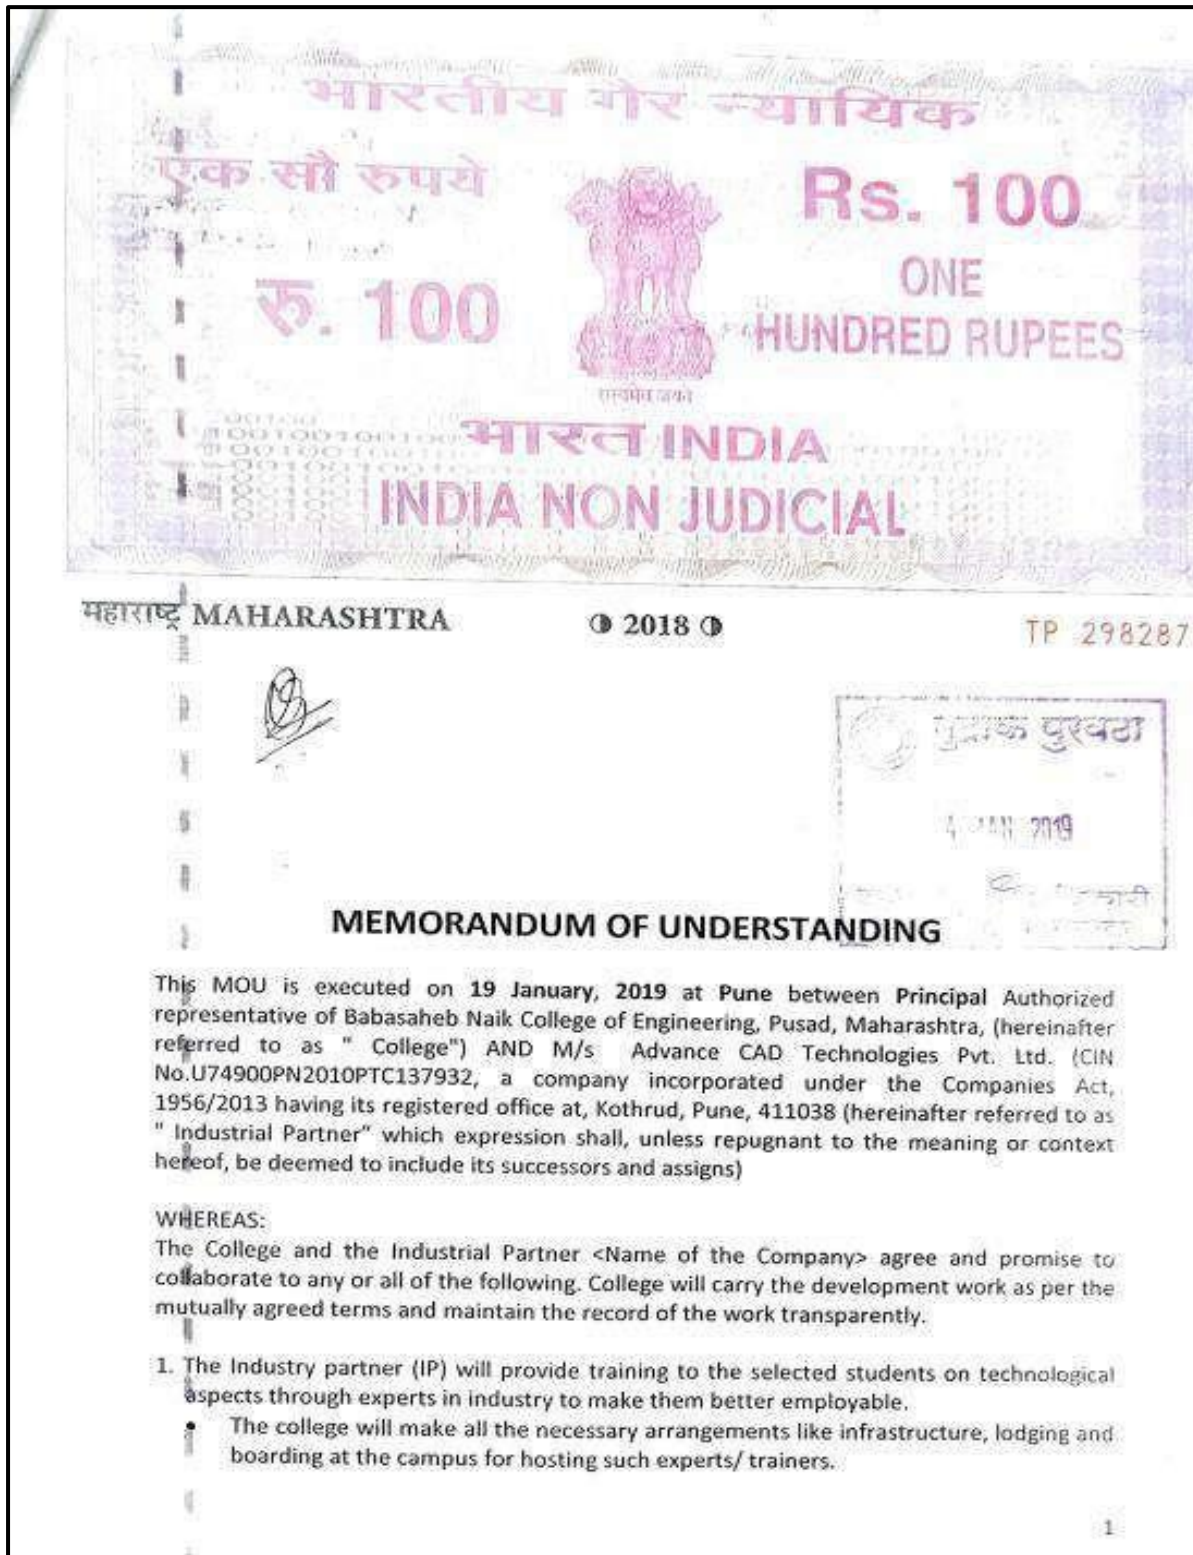 भारतीय गैर न्यायिक
एक सौ रुपये
Rs. 100
रु. 100
ONE
HUNDRED RUPEES
सत्यमेव जयते
भारत INDIA
INDIA NON JUDICIAL
महाराष्ट्र MAHARASHTRA
2018
TP 298287
मुद्रांक पुरवठा
2019
MEMORANDUM OF UNDERSTANDING
This MOU is executed on 19 January, 2019 at Pune between Principal Authorized
representative of Babasaheb Naik College of Engineering, Pusad, Maharashtra, (hereinafter
referred to as " College") AND M/s Advance CAD Technologies Pvt. Ltd. (CIN
No.U74900PN2010PTC137932, a company incorporated under the Companies Act,
1956/2013 having its registered office at, Kothrud, Pune, 411038 (hereinafter referred to as
" Industrial Partner" which expression shall, unless repugnant to the meaning or context
hereof, be deemed to include its successors and assigns)
WHEREAS:
The College and the Industrial Partner <Name of the Company> agree and promise to
collaborate to any or all of the following. College will carry the development work as per the
mutually agreed terms and maintain the record of the work transparently.
1. The Industry partner (IP) will provide training to the selected students on technological
aspects through experts in industry to make them better employable.
• The college will make all the necessary arrangements like infrastructure, lodging and
boarding at the campus for hosting such experts/ trainers.
1